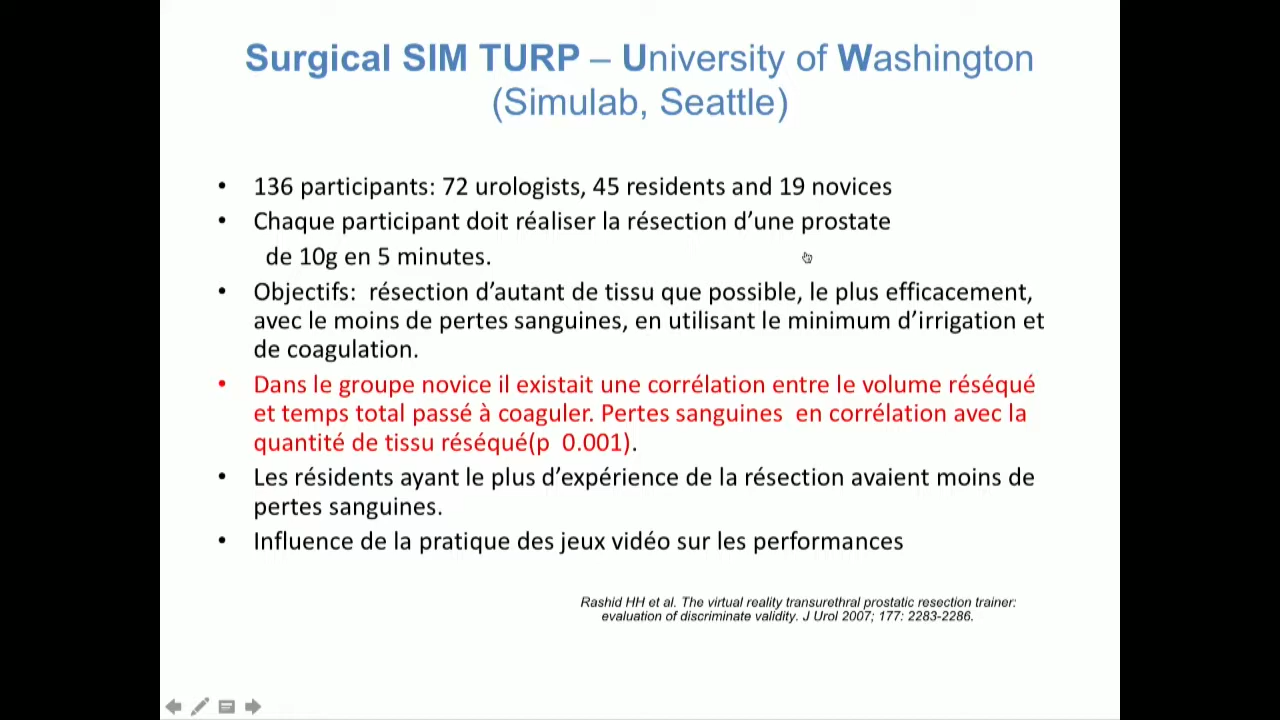 Surgical SIM TURP – University of Washington
(Simulab, Seattle)
• 136 participants: 72 urologists, 45 residents and 19 novices
• Chaque participant doit réaliser la résection d’une prostate
de 10g en 5 minutes.
• Objectifs: résection d’autant de tissu que possible, le plus efficacement,
avec le moins de pertes sanguines, en utilisant le minimum d’irrigation et
de coagulation.
• Dans le groupe novice il existait une corrélation entre le volume réséqué
et temps total passé à coaguler. Pertes sanguines en corrélation avec la
quantité de tissu réséqué(p 0.001).
• Les résidents ayant le plus d’expérience de la résection avaient moins de
pertes sanguines.
• Influence de la pratique des jeux vidéo sur les performances
Rashid HH et al. The virtual reality transurethral prostatic resection trainer:
evaluation of discriminate validity. J Urol 2007; 177: 2283-2286.